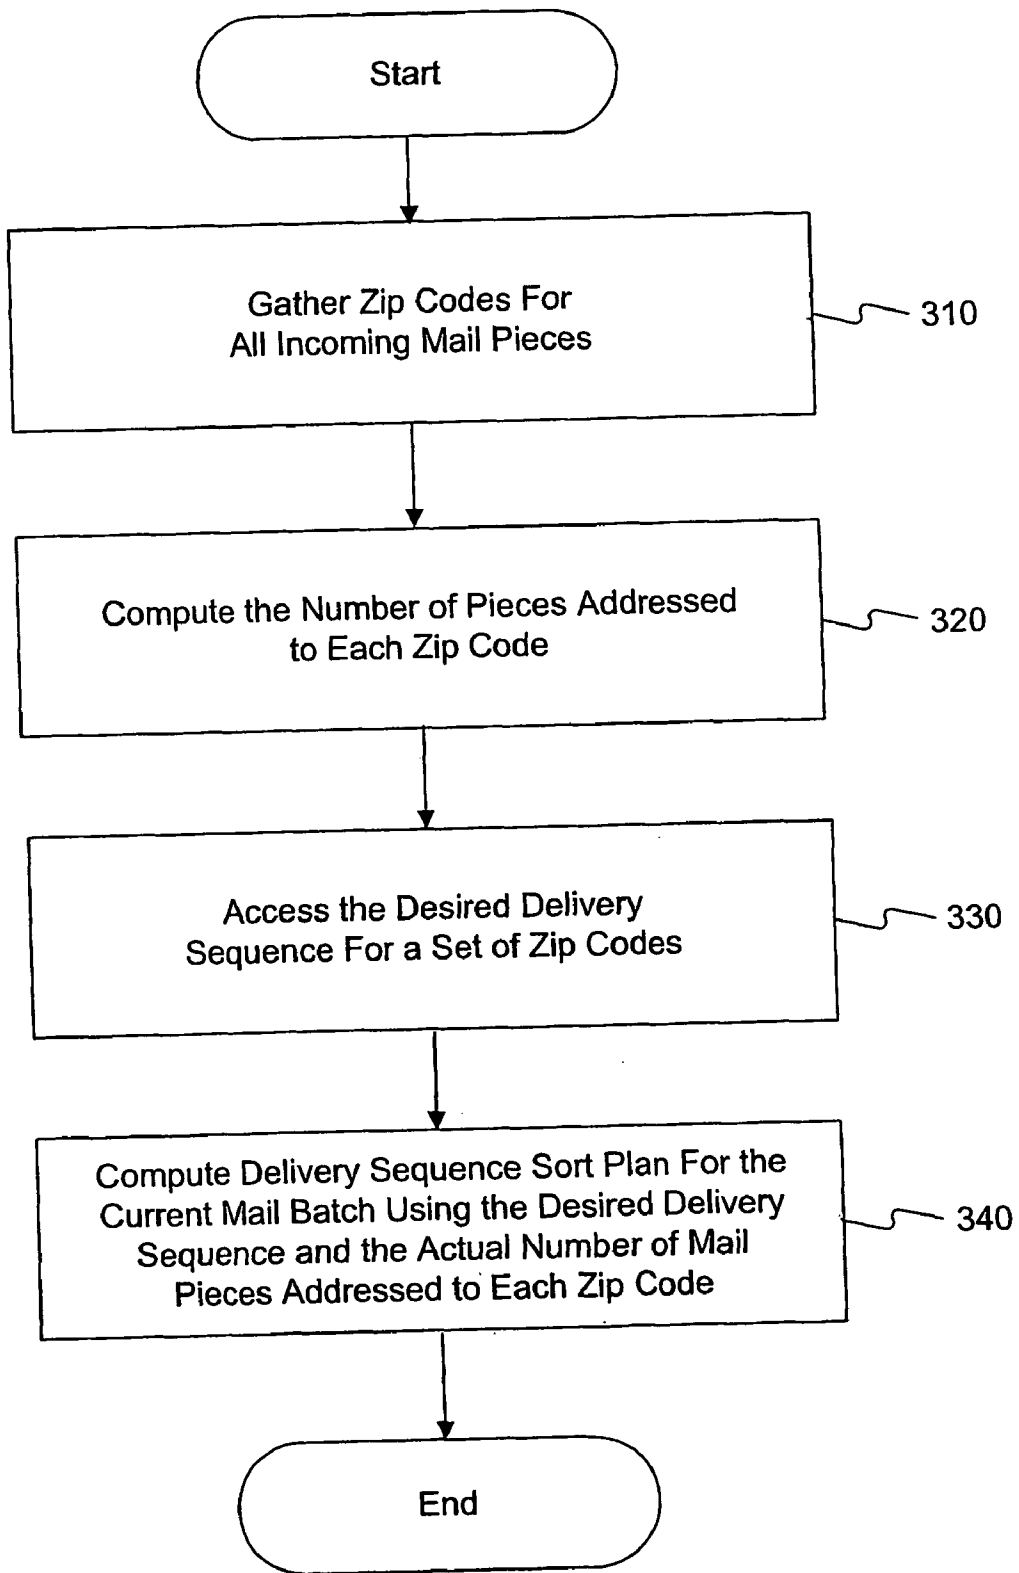 Start
Gather Zip Codes For
All Incoming Mail Pieces
310
Compute the Number of Pieces Addressed
to Each Zip Code
320
Access the Desired Delivery
Sequence For a Set of Zip Codes
330
Compute Delivery Sequence Sort Plan For the
Current Mail Batch Using the Desired Delivery
Sequence and the Actual Number of Mail
Pieces Addressed to Each Zip Code
340
End